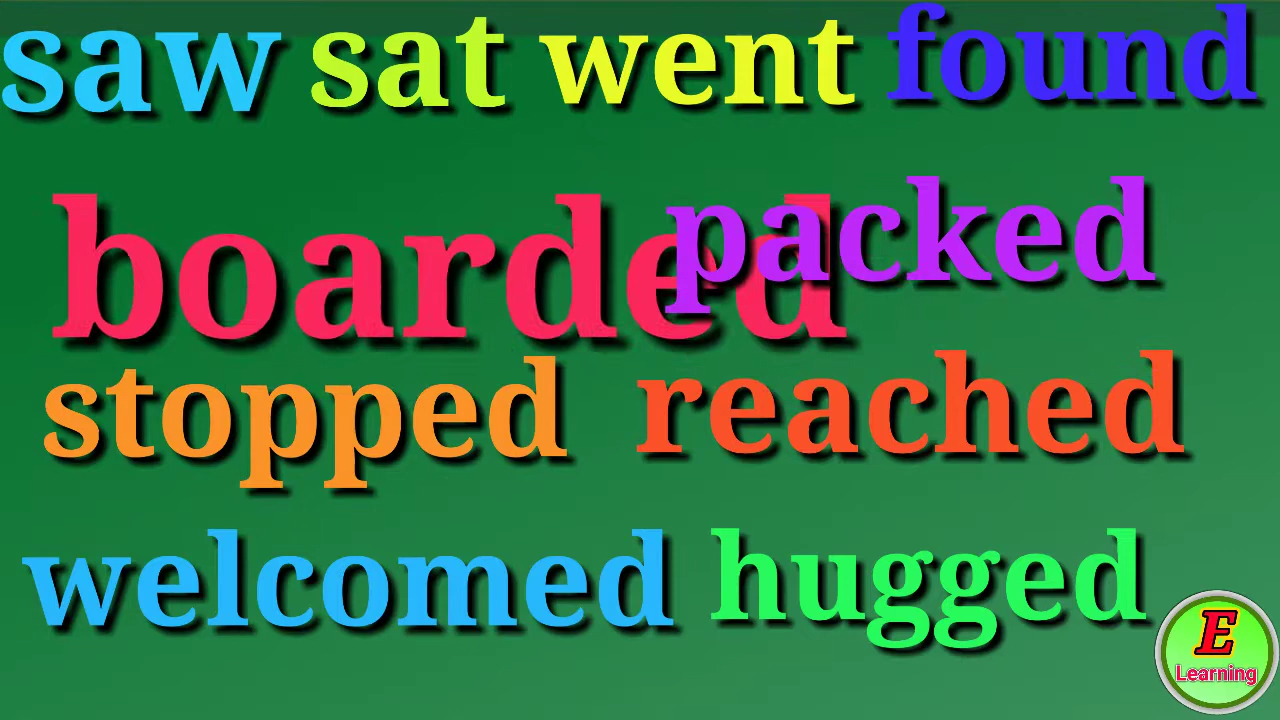 saw sat went found
boarded packed
stopped reached
welcomed hugged
E
Learning